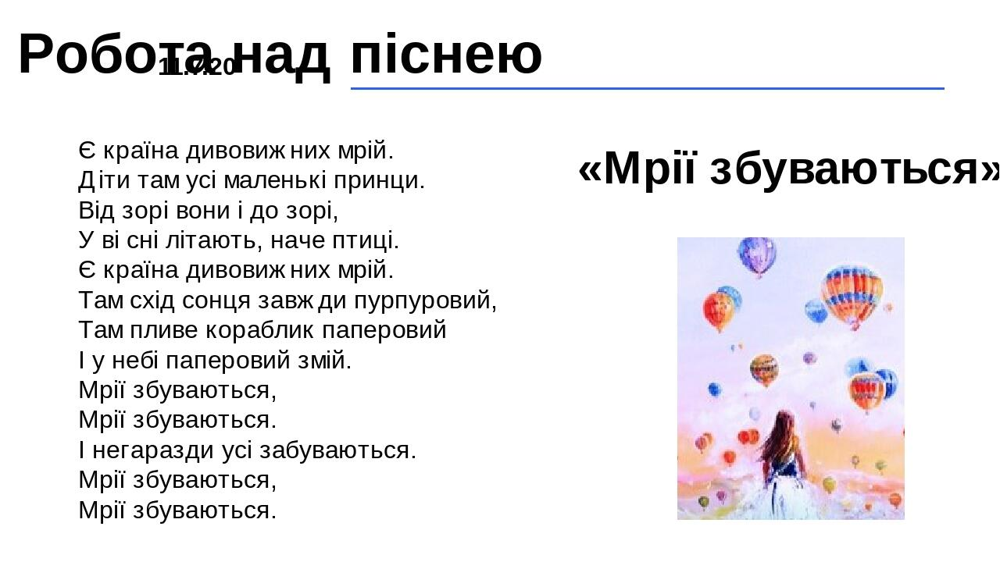 Робота над піснею
11.7.20
«Мрії збуваються»
Є країна дивовижних мрій.
Діти там усі маленькі принци.
Від зорі вони і до зорі,
У ві сні літають, наче птиці.
Є країна дивовижних мрій.
Там схід сонця завжди пурпуровий,
Там пливе кораблик паперовий
І у небі паперовий змій.
Мрії збуваються,
Мрії збуваються.
І негаразди усі забуваються.
Мрії збуваються,
Мрії збуваються.